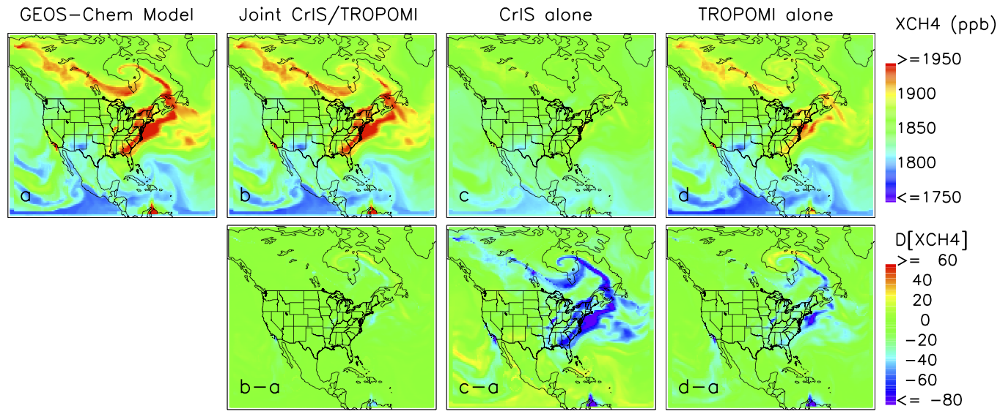 GEOS-Chem Model
Joint CrIS/TROPOMI
CrIS alone
TROPOMI alone
XCH4 (ppb)
>=1950
1900
1850
1800
<=1750
a
b
c
d
D[XCH4]
>= 60
40
20
0
-20
-40
-60
<= -80
b-a
c-a
d-a